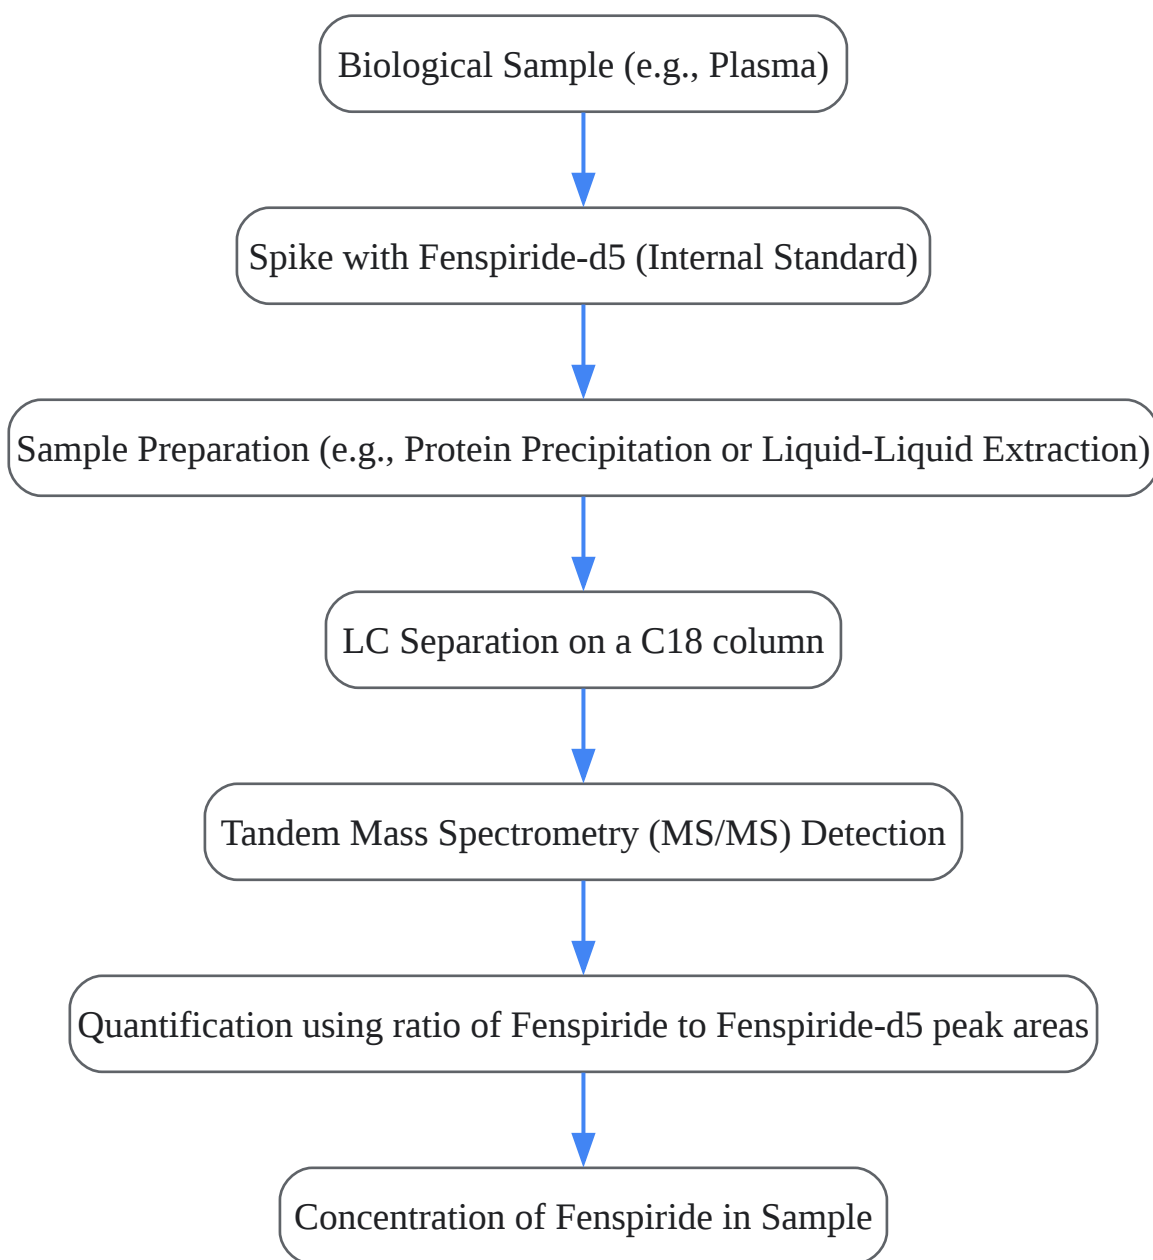 Biological Sample (e.g., Plasma)
Spike with Fenspiride-d5 (Internal Standard)
Sample Preparation (e.g., Protein Precipitation or Liquid-Liquid Extraction)
LC Separation on a C18 column
Tandem Mass Spectrometry (MS/MS) Detection
Quantification using ratio of Fenspiride to Fenspiride-d5 peak areas
Concentration of Fenspiride in Sample